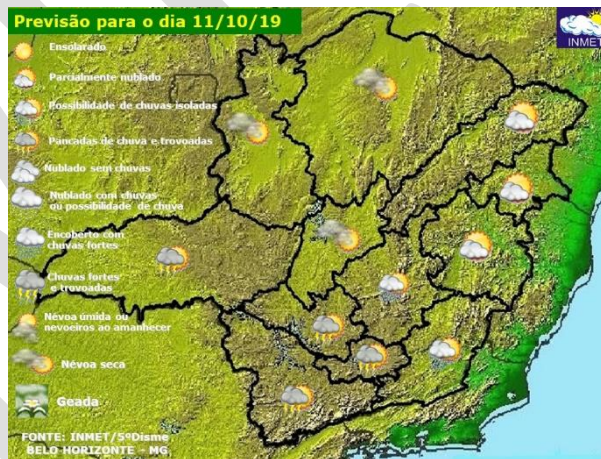 Previsão para o dia 11/10/19
INMET
Ensolarado
Parcialmente nublado
Possibilidade de chuvas isoladas
Pancadas de chuva e trovoadas
Nublado sem chuvas
Nublado com chuvas
ou possibilidade de chuva
Encoberto com
chuvas fortes
Chuvas fortes
e trovoadas
Névoa úmida ou
nevoeiros ao amanhecer
Névoa seca
Geada
FONTE: INMET/5ºDisme
BELO HORIZONTE - MG